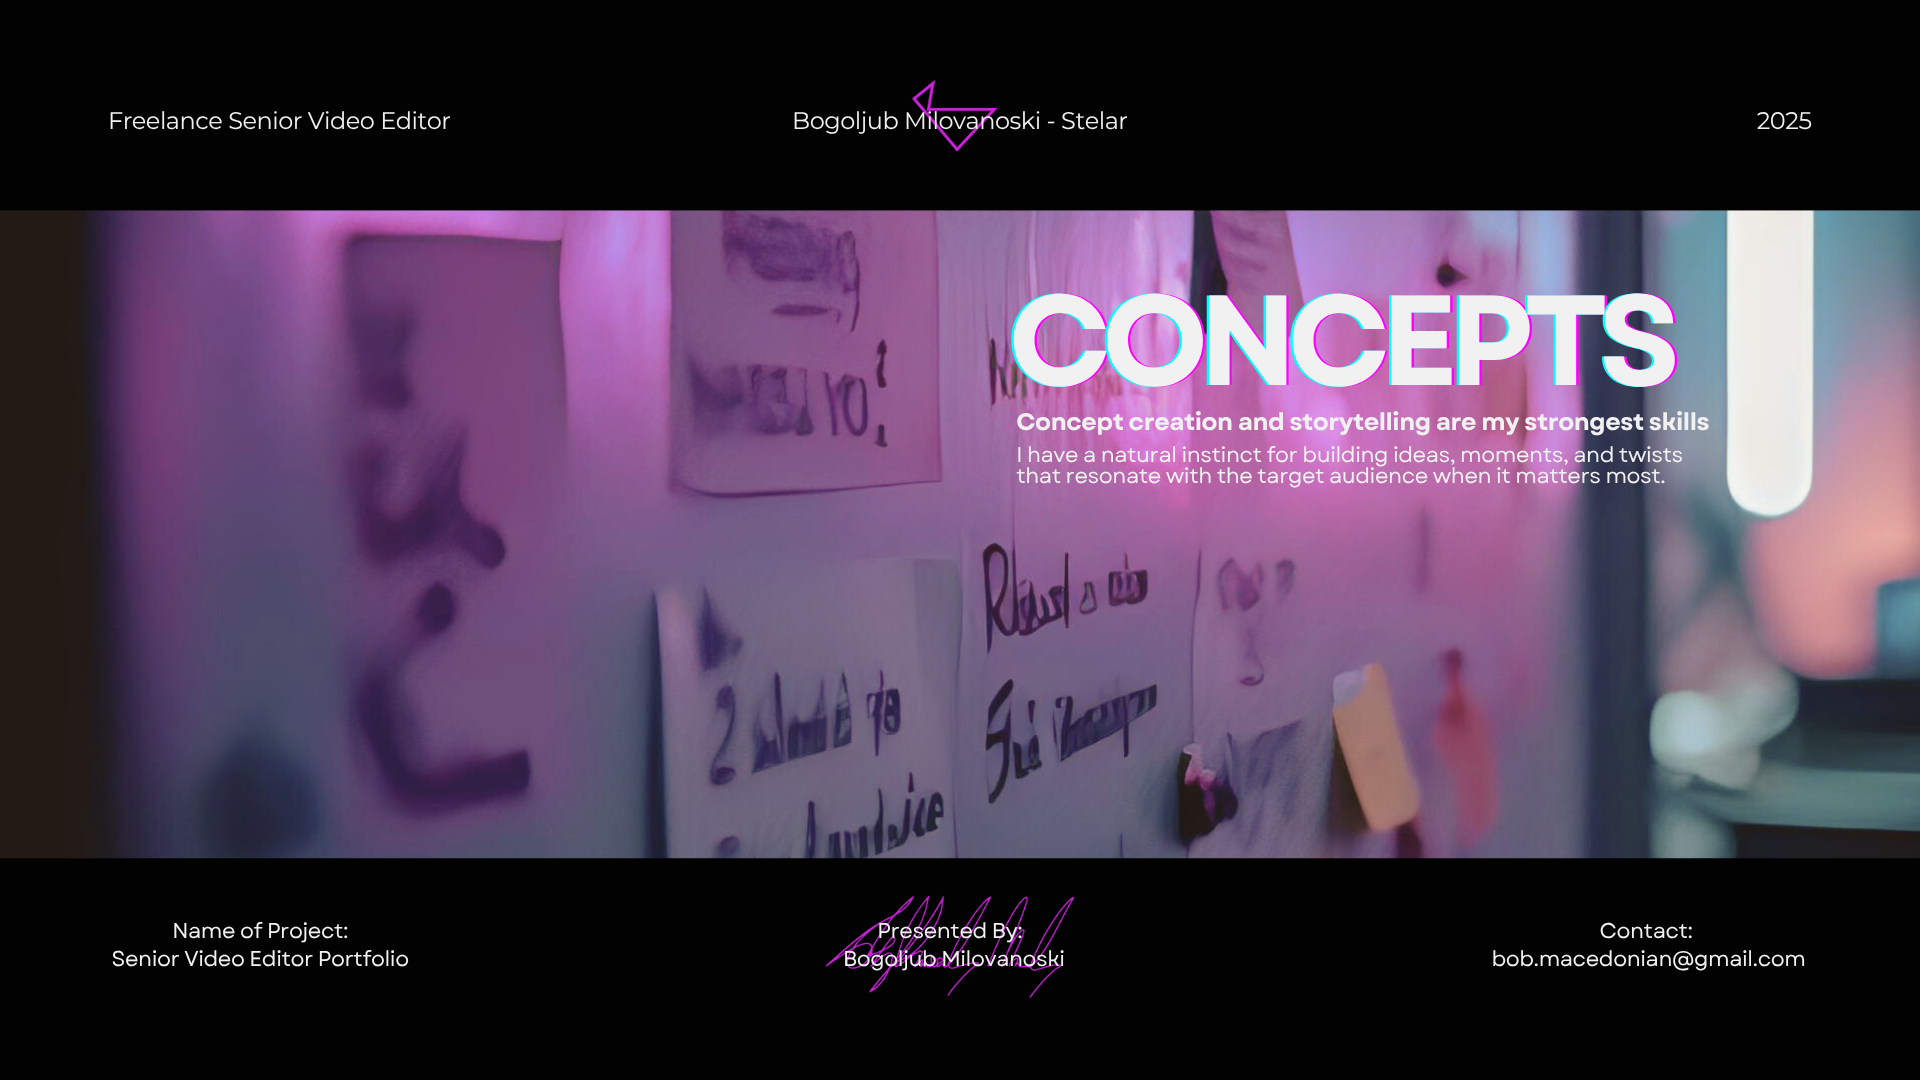 Freelance Senior Video Editor
Bogoljub Milovanoski - Stelar
2025
CONCEPTS
Concept creation and storytelling are my strongest skills
I have a natural instinct for building ideas, moments, and twists
that resonate with the target audience when it matters most.
Name of Project:
Senior Video Editor Portfolio
Presented By:
Bogoljub Milovanoski
Contact:
bob.macedonian@gmail.com